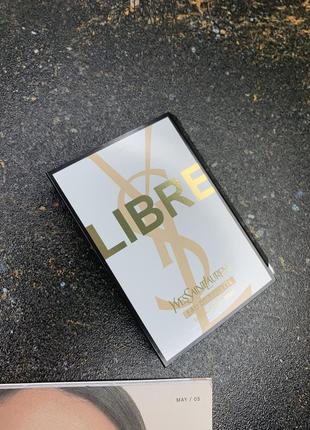 LIBRE
YVES SAINT LAURENT
MAY / 05